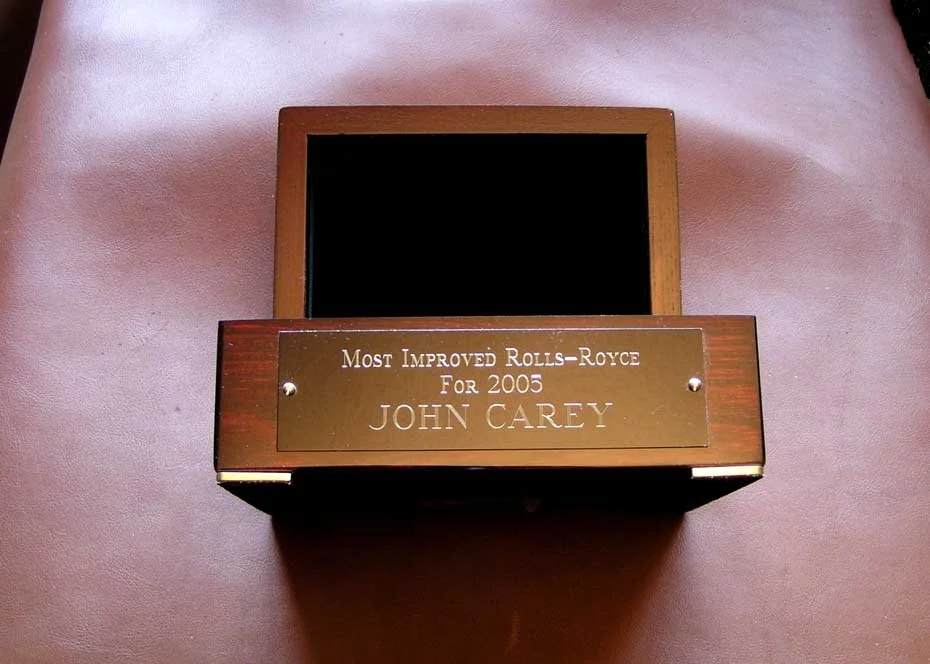 Most Improved Rolls-Royce
For 2005
JOHN CAREY